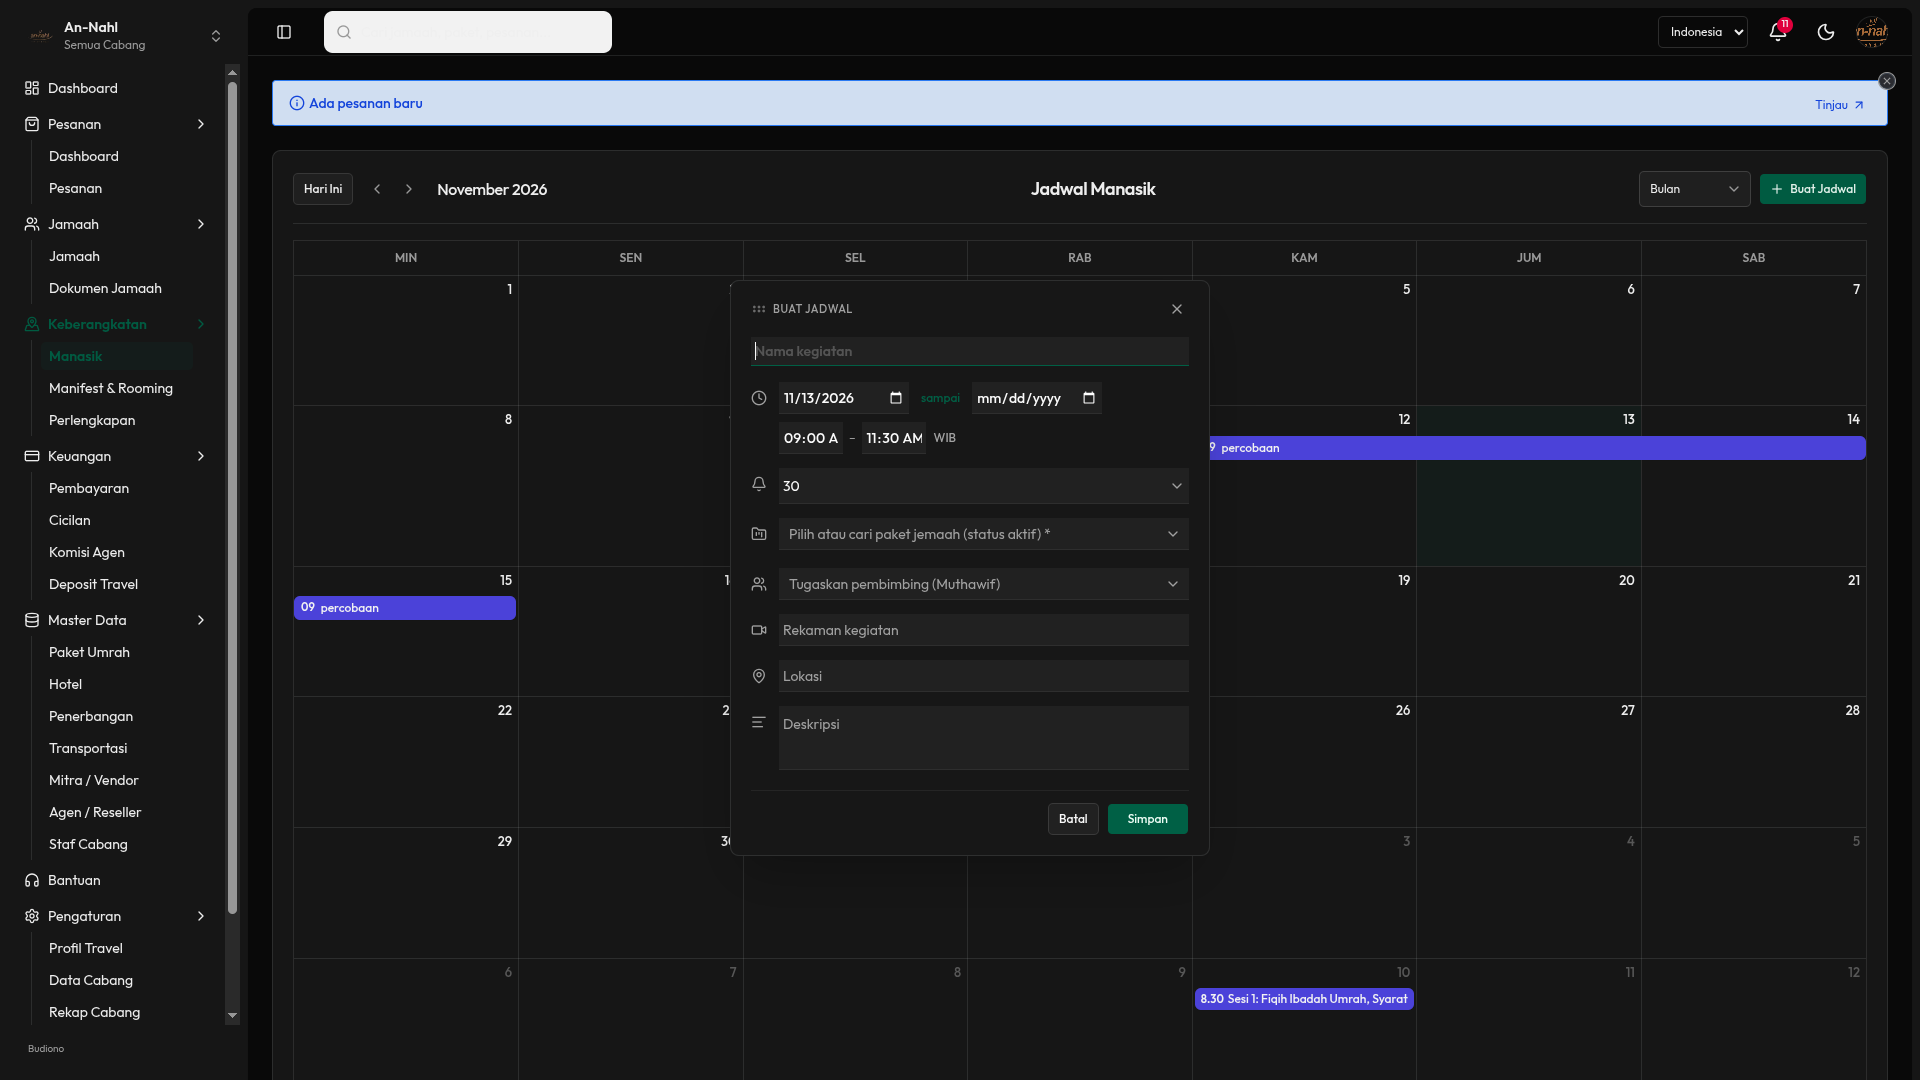 An-Nahl
Semua Cabang
Dashboard
Pesanan
Dashboard
Pesanan
Jamaah
Jamaah
Dokumen Jamaah
Keberangkatan
Manasik
Manifest & Rooming
Perlengkapan
Keuangan
Pembayaran
Cicilan
Komisi Agen
Deposit Travel
Master Data
Paket Umrah
Hotel
Penerbangan
Transportasi
Mitra / Vendor
Agen / Reseller
Staf Cabang
Bantuan
Pengaturan
Profil Travel
Data Cabang
Rekap Cabang
Budiono
Indonesia
11
Ada pesanan baru
Tinjau
Hari Ini
November 2026
Jadwal Manasik
Bulan
Buat Jadwal
MIN SEN SEL RAB KAM JUM SAB
1 5 6 7
8 12 13 14
9 percobaan
15 19 20 21
09 percobaan
22 26 27 28
29 30 3 4 5
6 7 8 9 10 11 12
8.30 Sesi 1: Fiqih Ibadah Umrah, Syarat
BUAT JADWAL
Nama kegiatan
11/13/2026 sampai mm/dd/yyyy
09:00 A - 11:30 AM WIB
30
Pilih atau cari paket jemaah (status aktif) *
Tugaskan pembimbing (Muthawif)
Rekaman kegiatan
Lokasi
Deskripsi
Batal
Simpan